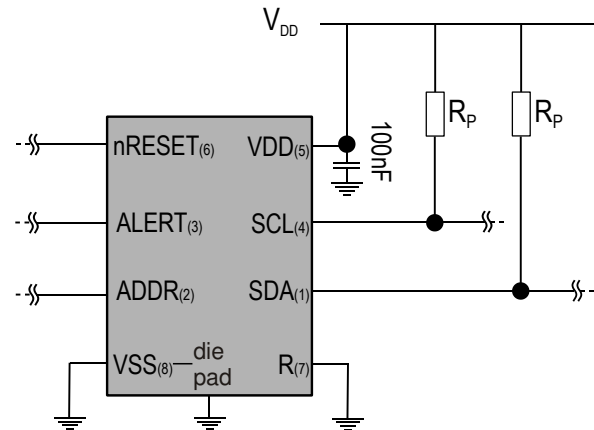 VDD
nRESET(6) VDD(5) 100nF RP RP
ALERT(3) SCL(4)
ADDR(2) SDA(1)
VSS(8) die pad R(7)